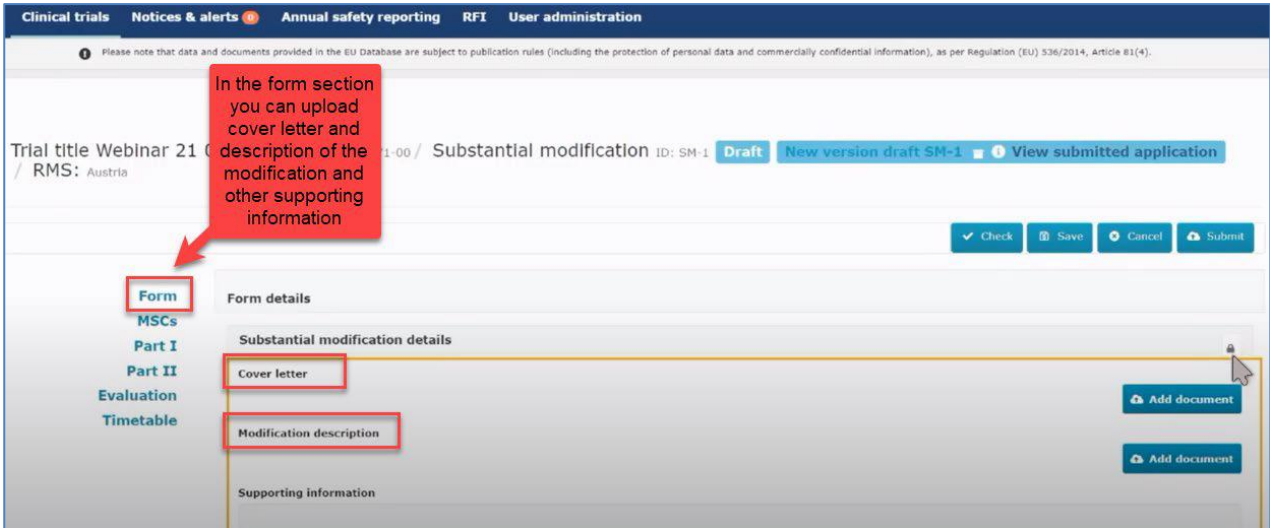 Clinical trials Notices & alerts 0 Annual safety reporting RFI User administration
Please note that data and documents provided in the EU Database are subject to publication rules (including the protection of personal data and commercially confidential information), as per Regulation (EU) 536/2014, Article 81(4).
In the form section
you can upload
cover letter and
description of the
modification and
other supporting
information
Trial title Webinar 21 1-00 / Substantial modification ID: SM-1 Draft New version draft SM-1 View submitted application
/ RMS: Austria
Check Save Cancel Submit
Form
MSCs
Part I
Part II
Evaluation
Timetable
Form details
Substantial modification details
Cover letter
Add document
Modification description
Add document
Supporting information